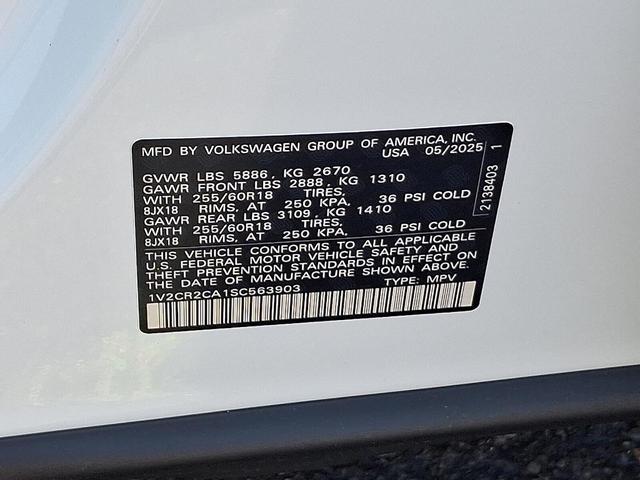 MFD BY VOLKSWAGEN GROUP OF AMERICA, INC.
USA 05/2025
GVWR LBS 5886, KG 2670
GAWR FRONT LBS 2888, KG 1310
WITH 255/60R18 TIRES,
8JX18 RIMS, AT 250 KPA, 36 PSI COLD
GAWR REAR LBS 3109, KG 1410
WITH 255/60R18 TIRES,
8JX18 RIMS, AT 250 KPA, 36 PSI COLD
THIS VEHICLE CONFORMS TO ALL APPLICABLE
U.S. FEDERAL MOTOR VEHICLE SAFETY AND
THEFT PREVENTION STANDARDS IN EFFECT ON
THE DATE OF MANUFACTURE SHOWN ABOVE.
1V2CR2CA1SC563903 TYPE: MPV
2138403 1